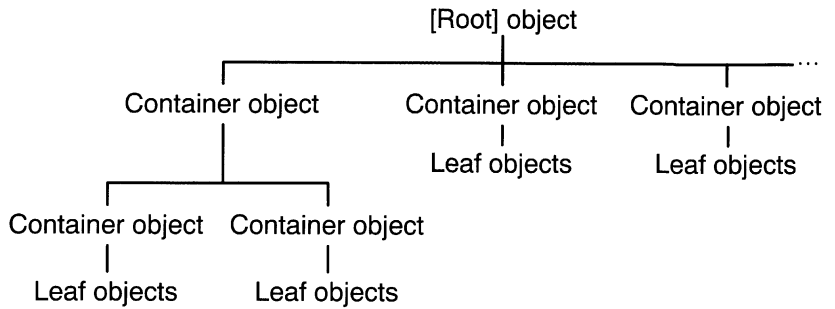 [Root] object
...
Container object Container object Container object
Leaf objects Leaf objects
Container object Container object
Leaf objects Leaf objects